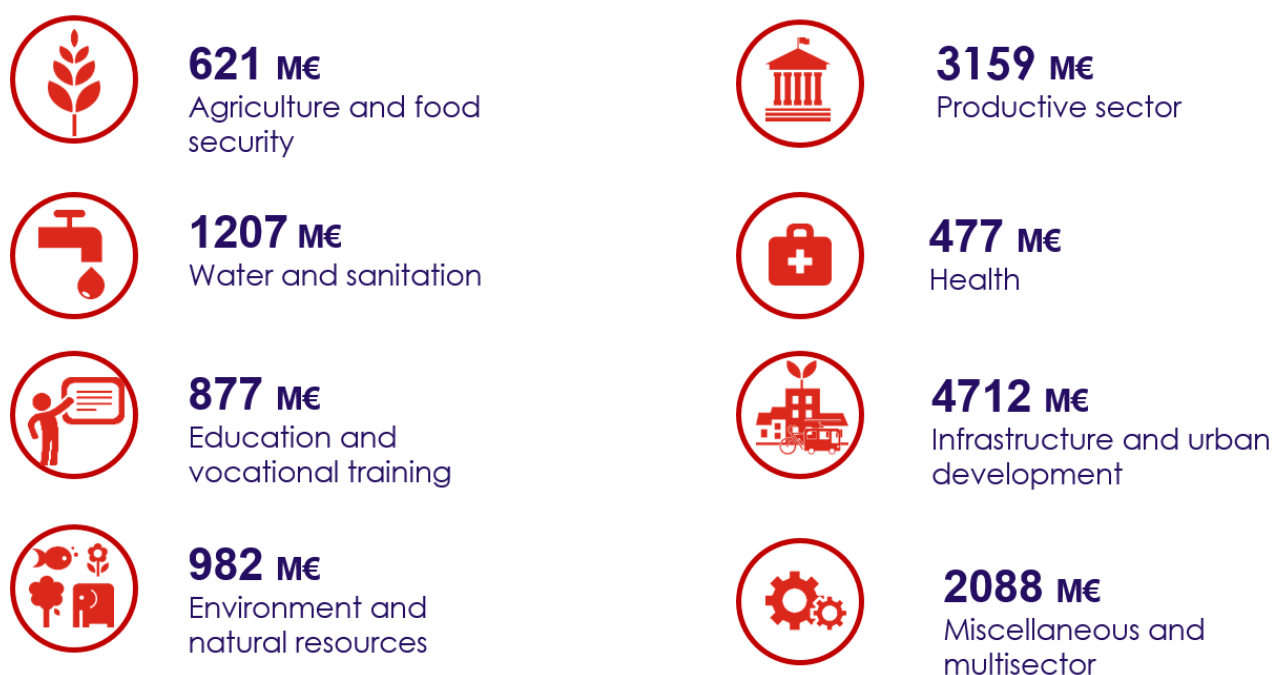 621 M€
Agriculture and food
security
1207 M€
Water and sanitation
877 M€
Education and
vocational training
982 M€
Environment and
natural resources
3159 M€
Productive sector
477 M€
Health
4712 M€
Infrastructure and urban
development
2088 M€
Miscellaneous and
multisector